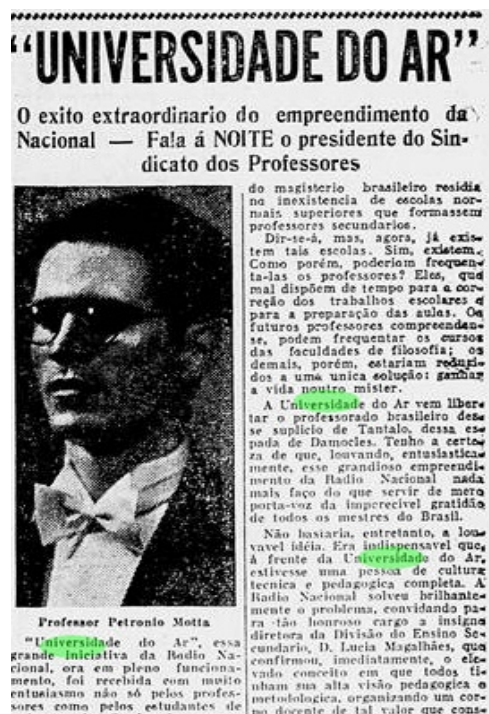 “UNIVERSIDADE DO AR”
O exito extraordinario do empreendimento da
Nacional — Fala á NOITE o presidente do Sin-
dicato dos Professores
Professor Petronio Motta
"Universidade do Ar", essa
grande iniciativa da Radio Na-
cional, ora em pleno funciona-
mento, foi recebida com muito
entusiasmo não só pelos profes-
sores como pelos estudantes de
do magisterio brasileiro residia
na inexistencia de escolas nor-
mais superiores que formassem
professores secundarios.
Dir-se-á, mas, agora, já exis-
tem tais escolas. Sim, existem.
Como porém, poderiam frequen-
ta-las os professores? Eles, que
mal dispõem de tempo para a cor-
reção dos trabalhos escolares e
para a preparação das aulas. Os
futuros professores compreende-
se, podem frequentar os cursos
das faculdades de filosofia; os
demais, porém, estariam reduzi-
dos a uma unica solução: ganhar
a vida noutro mister.
A Universidade do Ar vem liber-
tar o professorado brasileiro des-
se suplicio de Tantalo, dessa es-
pada de Damocles. Tenho a certe-
za de que, louvando, entusiastica-
mente, esse grandioso empreendi-
mento da Radio Nacional nada
mais faço do que servir de mero
porta-voz da imperecivel gratidão
de todos os mestres do Brasil.
Não bastaria, entretanto, a lou-
vavel idéia. Era indispensavel que,
á frente da Universidade do Ar,
estivesse uma pessoa de cultura
tecnica e pedagogica completa. A
Radio Nacional solveu brilhante-
mente o problema, convidando pa-
ra tão honroso cargo a insigne
diretora da Divisão do Ensino Se-
cundario, D. Lucia Magalhães, que
confirmou, imediatamente, o ele-
vado conceito em que todos ti-
nham sua alta visão pedagogica e
metodologica, organizando um cor-
po docente de tal valor que cons-